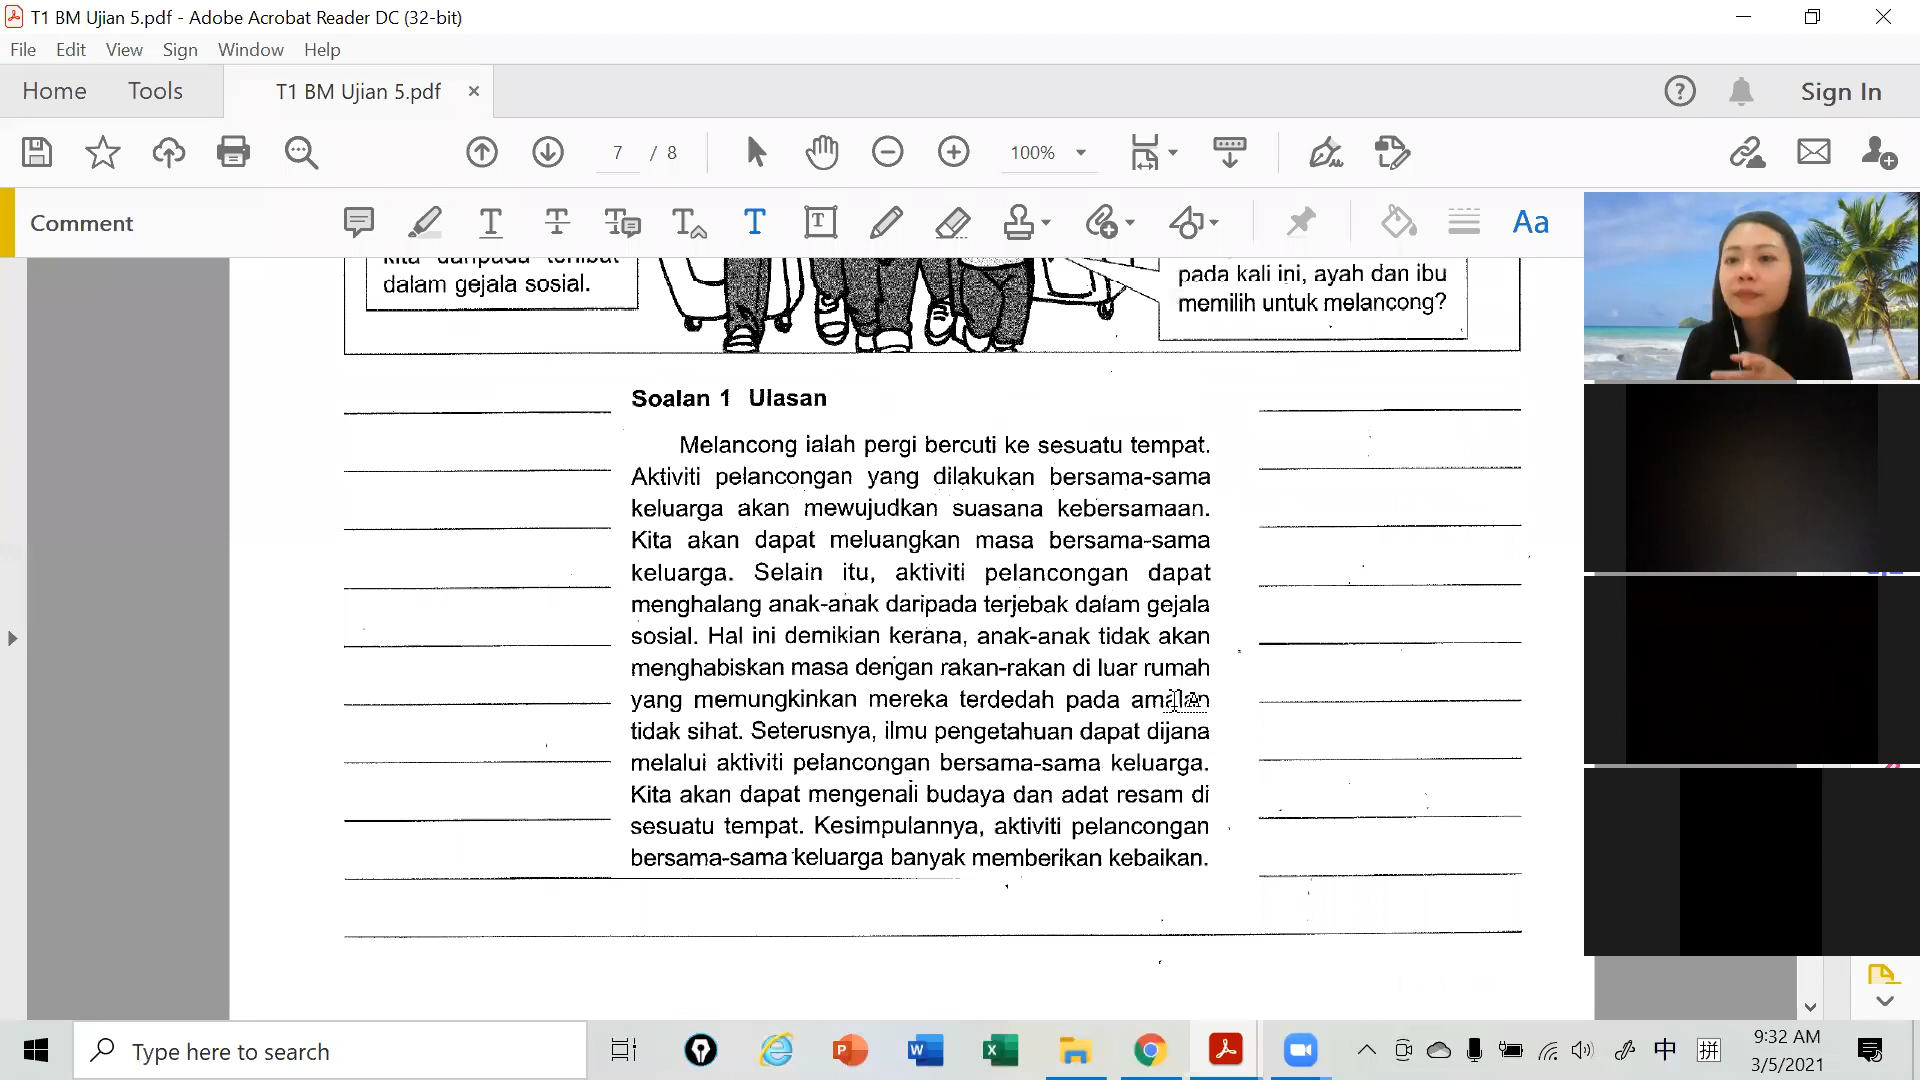 T1 BM Ujian 5.pdf - Adobe Acrobat Reader DC (32-bit)
File Edit View Sign Window Help
Home Tools T1 BM Ujian 5.pdf × Sign In
7 / 8 100%
Comment
dalam gejala sosial.
pada kali ini, ayah dan ibu
memilih untuk melancong?
Soalan 1 Ulasan
Melancong ialah pergi bercuti ke sesuatu tempat.
Aktiviti pelancongan yang dilakukan bersama-sama
keluarga akan mewujudkan suasana kebersamaan.
Kita akan dapat meluangkan masa bersama-sama
keluarga. Selain itu, aktiviti pelancongan dapat
menghalang anak-anak daripada terjebak dalam gejala
sosial. Hal ini demikian kerana, anak-anak tidak akan
menghabiskan masa dengan rakan-rakan di luar rumah
yang memungkinkan mereka terdedah pada amalan
tidak sihat. Seterusnya, ilmu pengetahuan dapat dijana
melalui aktiviti pelancongan bersama-sama keluarga.
Kita akan dapat mengenali budaya dan adat resam di
sesuatu tempat. Kesimpulannya, aktiviti pelancongan
bersama-sama keluarga banyak memberikan kebaikan.
Type here to search
中 拼
9:32 AM
3/5/2021